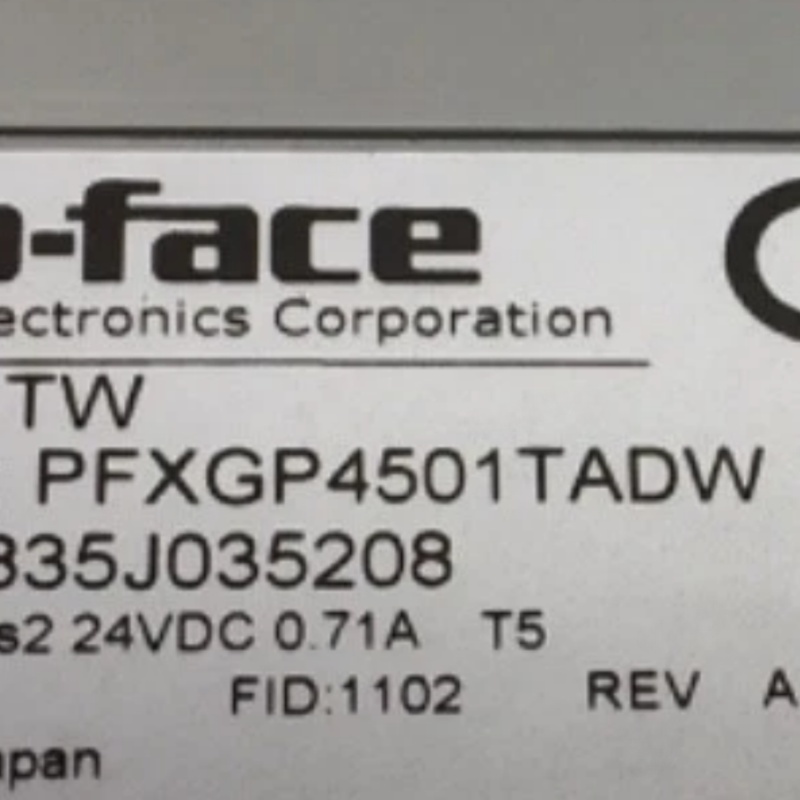 o-face
ectronics Corporation
TW
PFXGP4501TADW
335J035208
s2 24VDC 0.71A T5
FID:1102 REV A
apan